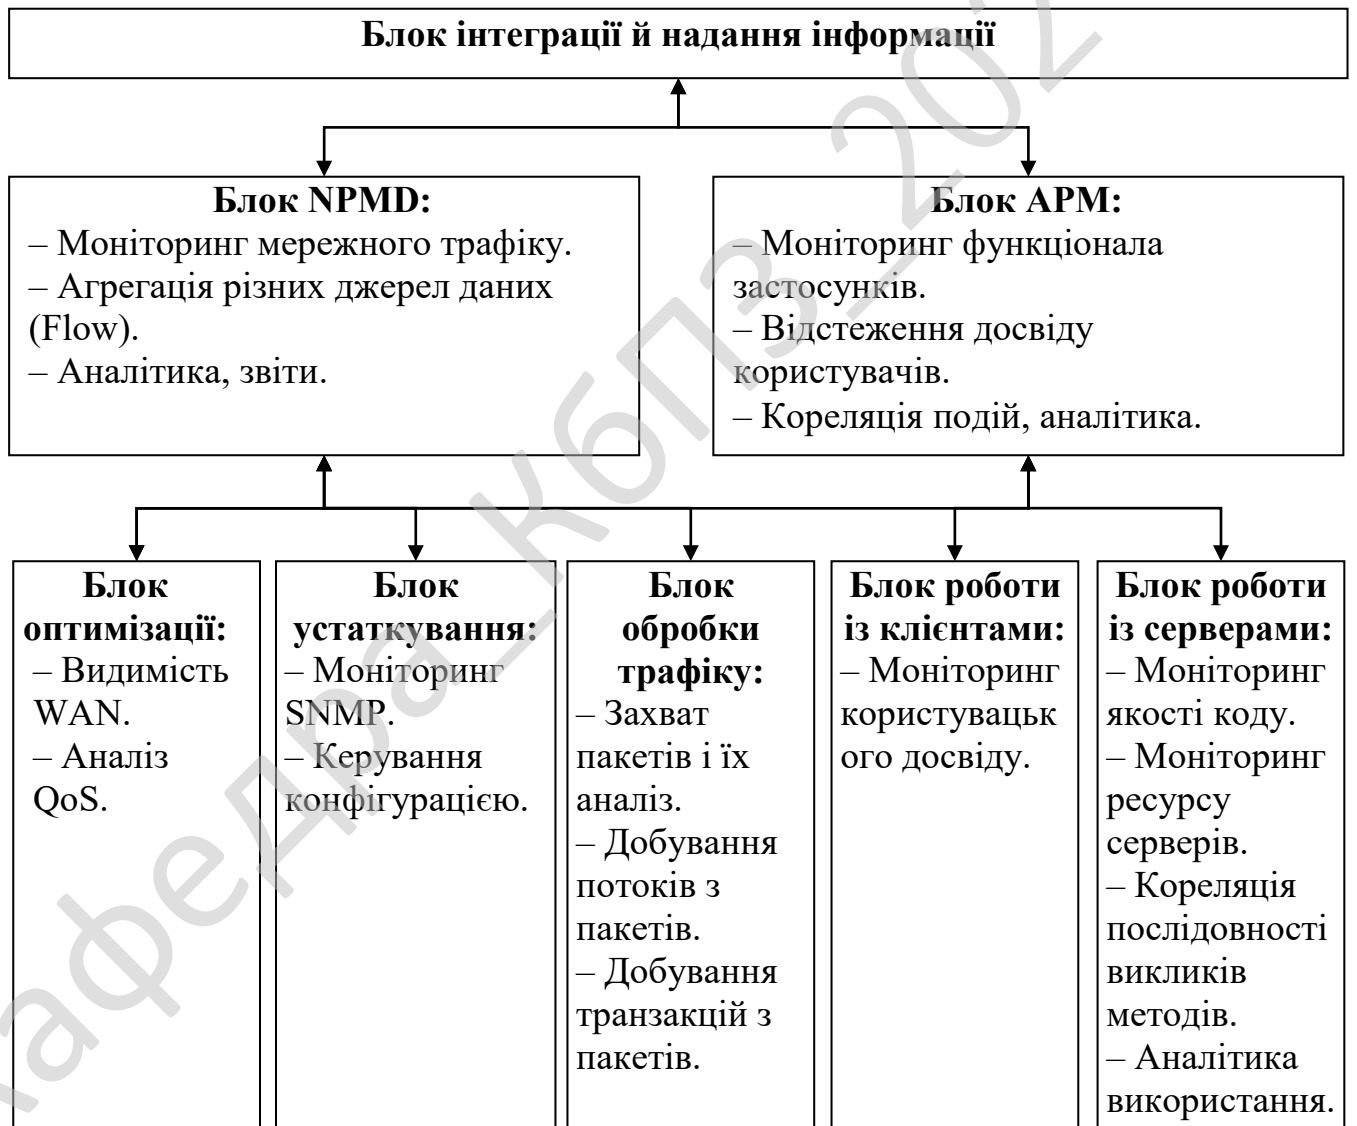 Блок інтеграції й надання інформації
Блок NPMD:
– Моніторинг мережного трафіку.
– Агрегація різних джерел даних
(Flow).
– Аналітика, звіти.
Блок APM:
– Моніторинг функціонала
застосунків.
– Відстеження досвіду
користувачів.
– Кореляція подій, аналітика.
Блок
оптимізації:
– Видимість
WAN.
– Аналіз
QoS.
Блок
устаткування:
– Моніторинг
SNMP.
– Керування
конфігурацією.
Блок
обробки
трафіку:
– Захват
пакетів і їх
аналіз.
– Добування
потоків з
пакетів.
– Добування
транзакцій з
пакетів.
Блок роботи
із клієнтами:
– Моніторинг
користувацьк
ого досвіду.
Блок роботи
із серверами:
– Моніторинг
якості коду.
– Моніторинг
ресурсу
серверів.
– Кореляція
послідовності
викликів
методів.
– Аналітика
використання.
кафедра_Кбпз_202